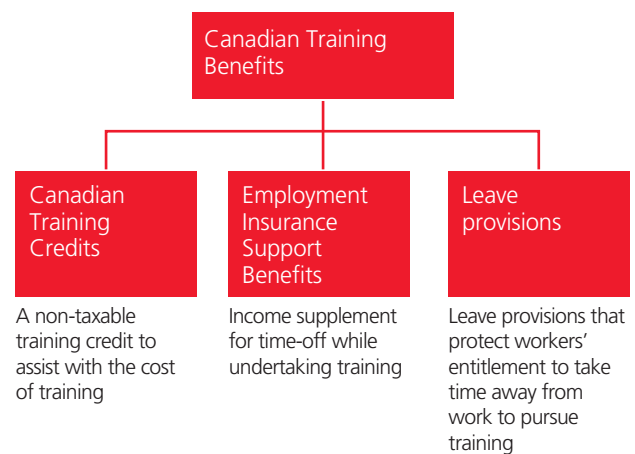 Canadian Training
Benefits
Canadian
Training
Credits
A non-taxable
training credit to
assist with the cost
of training
Employment
Insurance
Support
Benefits
Income supplement
for time-off while
undertaking training
Leave
provisions
Leave provisions that
protect workers’
entitlement to take
time away from
work to pursue
training